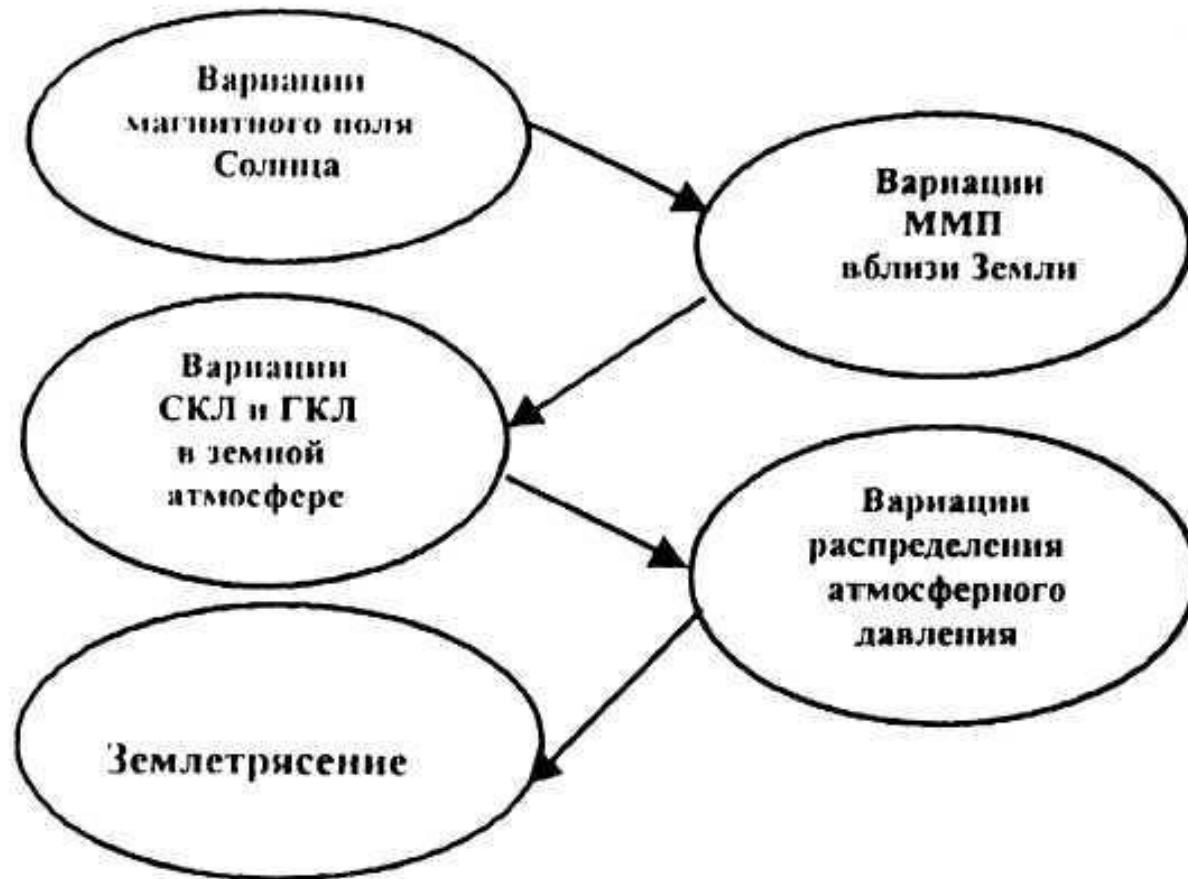 Вариации
магнитного поля
Солнца
Вариации
ММП
вблизи Земли
Вариации
СКЛ и ГКЛ
в земной
атмосфере
Вариации
распределения
атмосферного
давления
Землетрясение